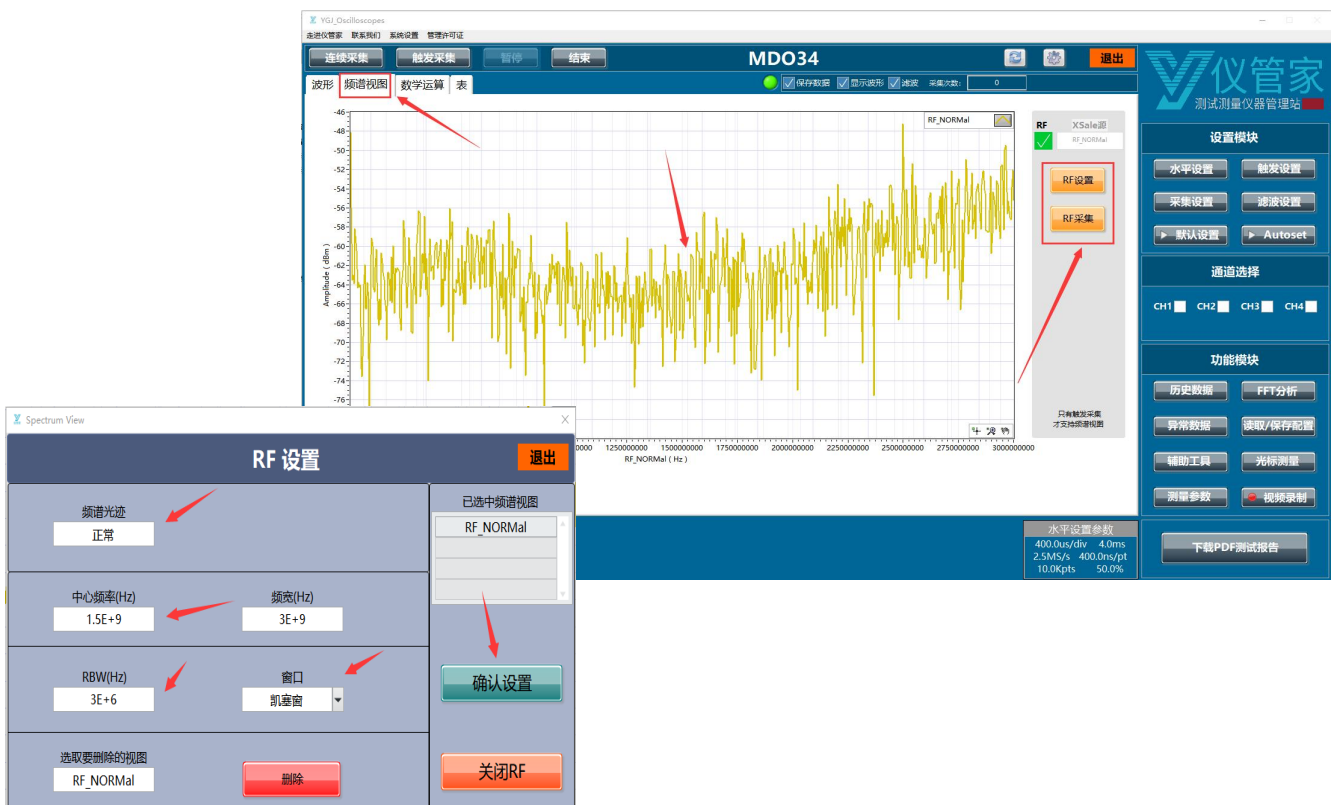 YGJ_Oscilloscopes
走进仪管家 联系我们 系统设置 管理许可证
连续采集 触发采集 暂停 结束 MDO34 退出
波形 频谱视图 数学运算 表 保存数据 显示波形 滤波 采集次数: 0
RF_NORMal
-46
-48
-50
-52
-54
-56
-58
-60
-62
-64
-66
-68
-70
-72
-74
-76
Amplitude ( dBm )
1250000000 1500000000 1750000000 2000000000 2250000000 2500000000 2750000000 3000000000
RF_NORMal ( Hz )
RF XSale源
RF_NORMal
RF设置
RF采集
只有触发采集
才支持频谱视图
水平设置参数
400.0us/div 4.0ms
2.5MS/s 400.0ns/pt
10.0Kpts 50.0%
仪管家
测试测量仪器管理站
设置模块
水平设置 触发设置
采集设置 滤波设置
默认设置 Autoset
通道选择
CH1 CH2 CH3 CH4
功能模块
历史数据 FFT分析
异常数据 读取/保存配置
辅助工具 光标测量
测量参数 视频录制
下载PDF测试报告
Spectrum View
RF 设置 退出
频谱光迹
正常
中心频率(Hz) 频宽(Hz)
1.5E+9 3E+9
RBW(Hz) 窗口
3E+6 凯塞窗
选取要删除的视图
RF_NORMal 删除
已选中频谱视图
RF_NORMal
确认设置
关闭RF